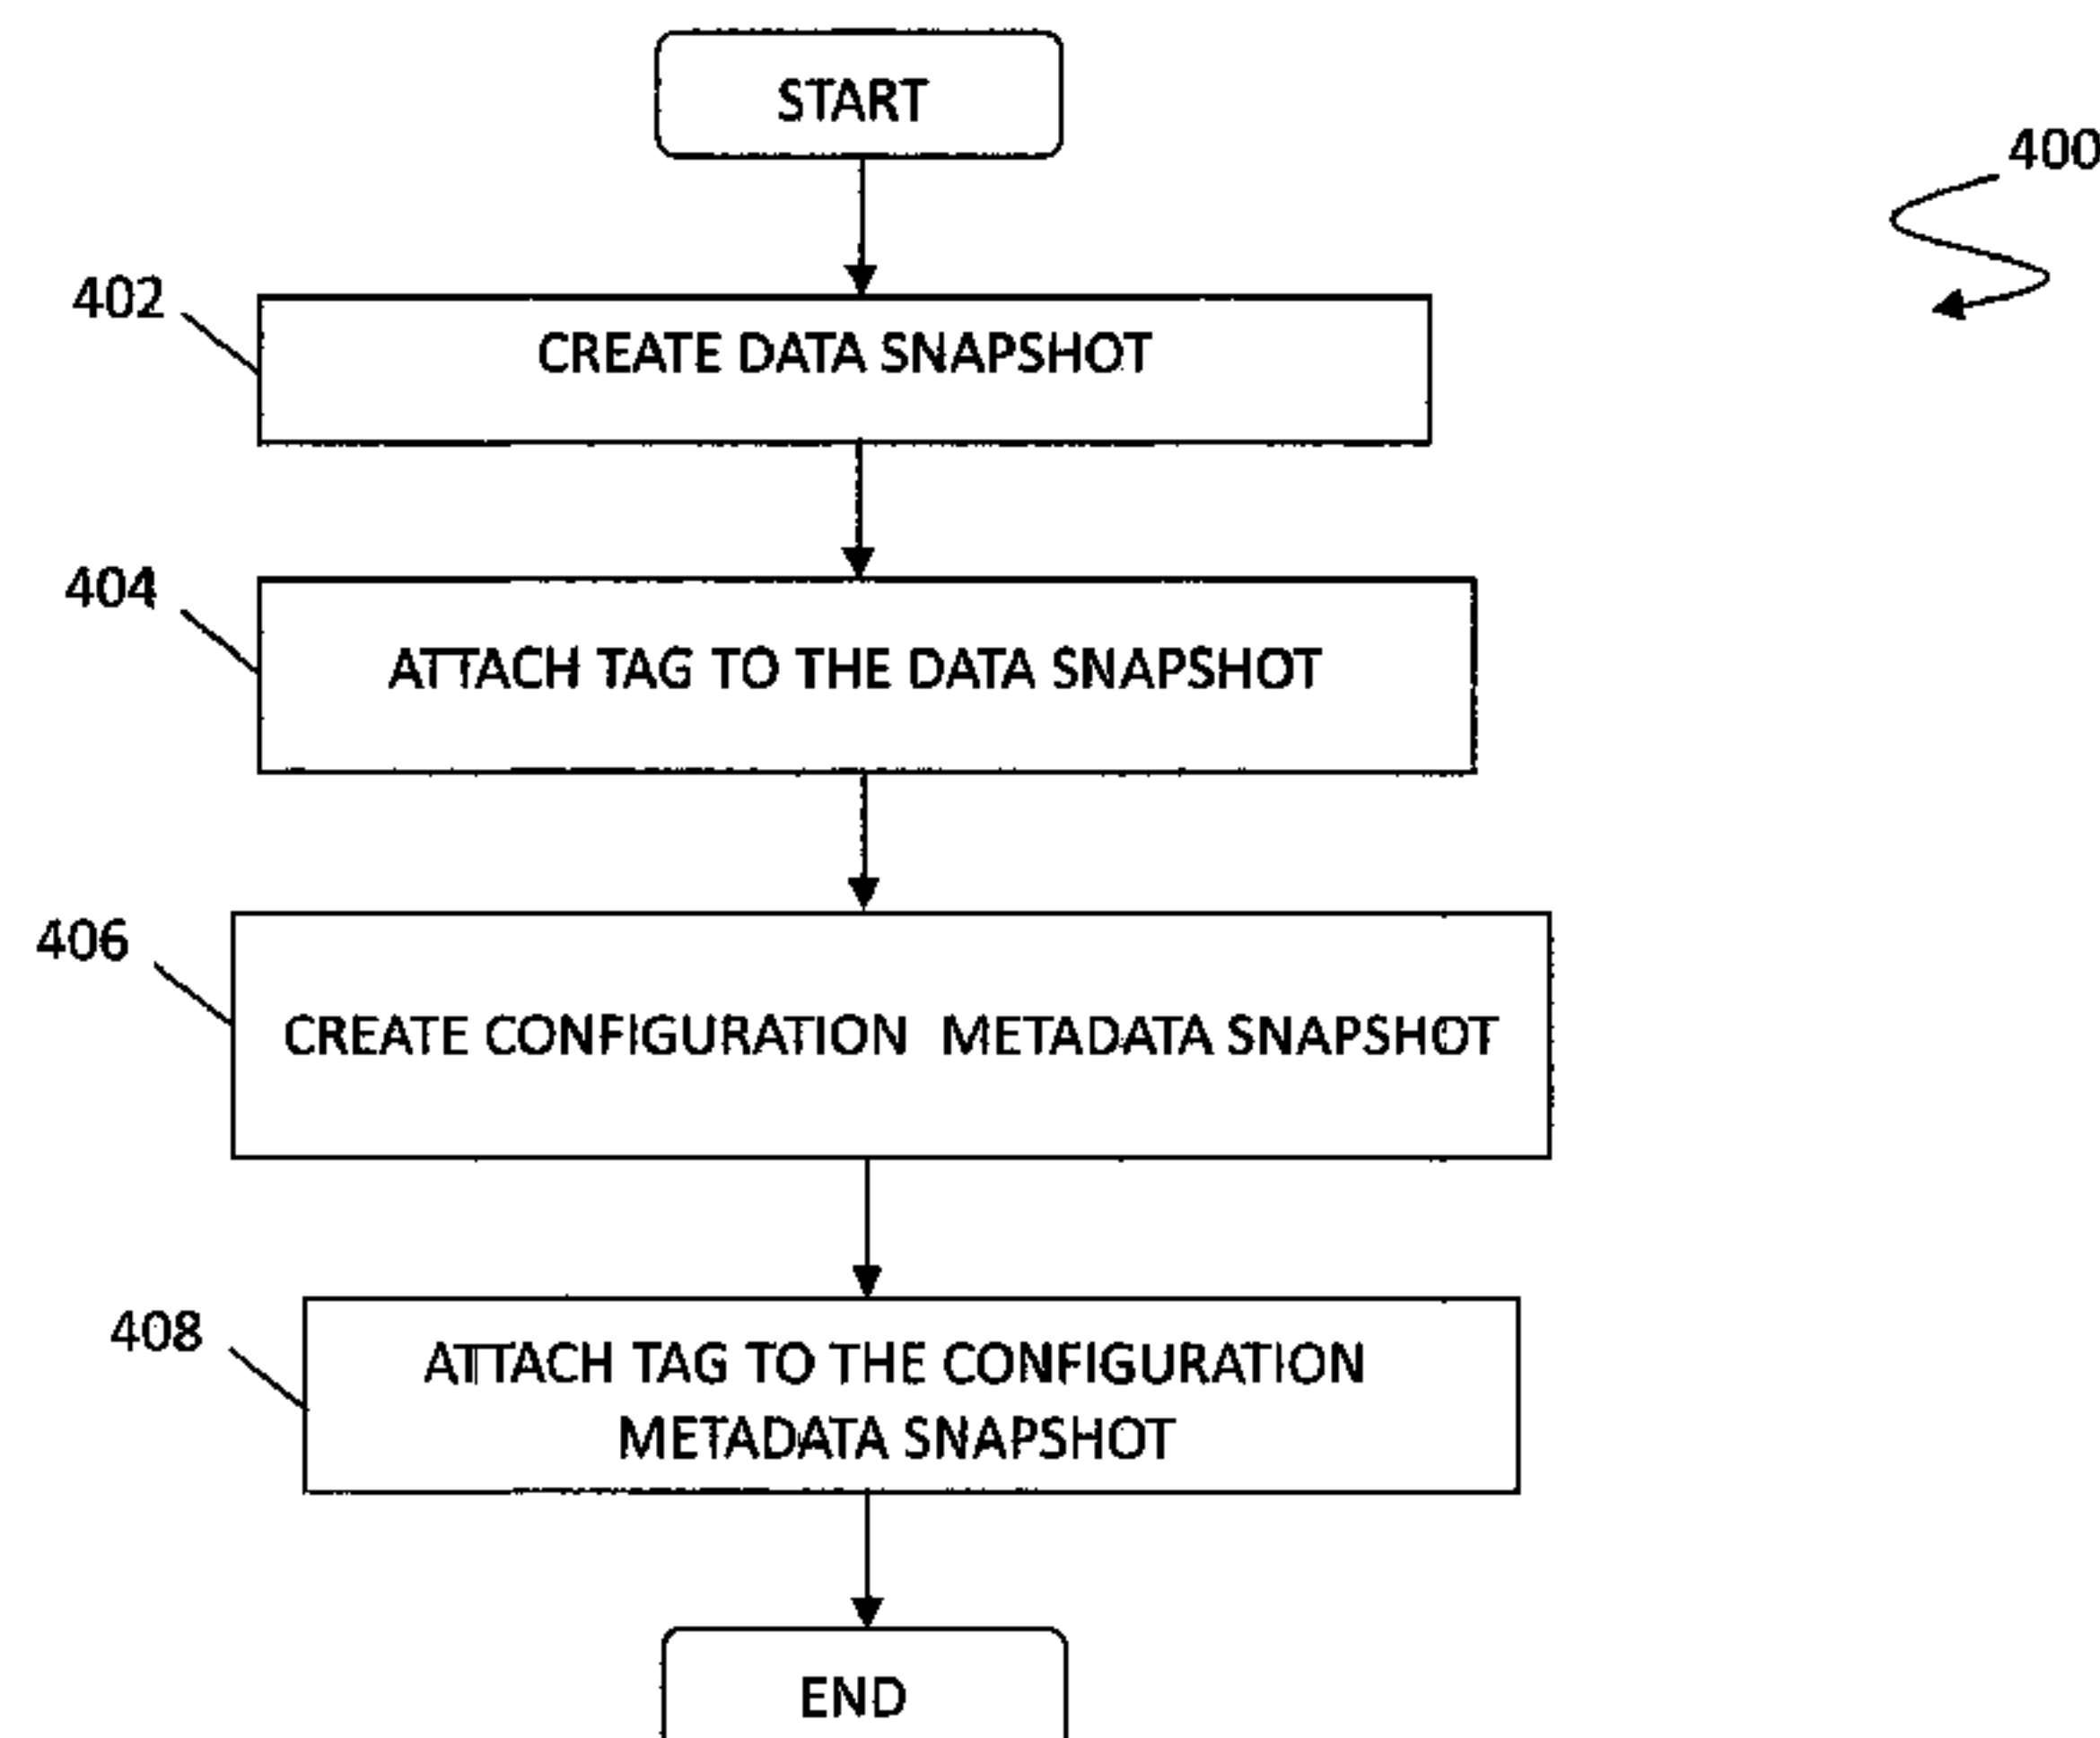 START
400
402
CREATE DATA SNAPSHOT
404
ATTACH TAG TO THE DATA SNAPSHOT
406
CREATE CONFIGURATION METADATA SNAPSHOT
408
ATTACH TAG TO THE CONFIGURATION
METADATA SNAPSHOT
END